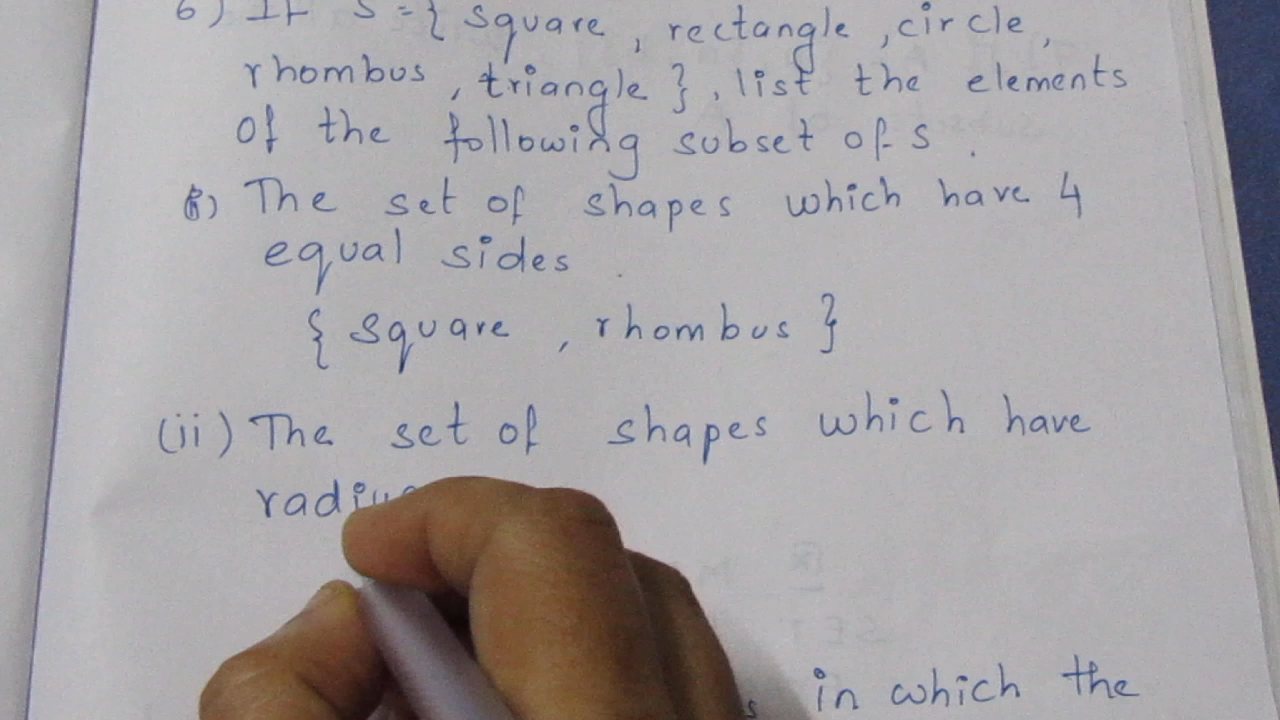 6) If S = { square , rectangle , circle ,
rhombus , triangle } , list the elements
of the following subset of s .
(i) The set of shapes which have 4
equal sides .
{ square , rhombus }
(ii) The set of shapes which have
radius
in which the